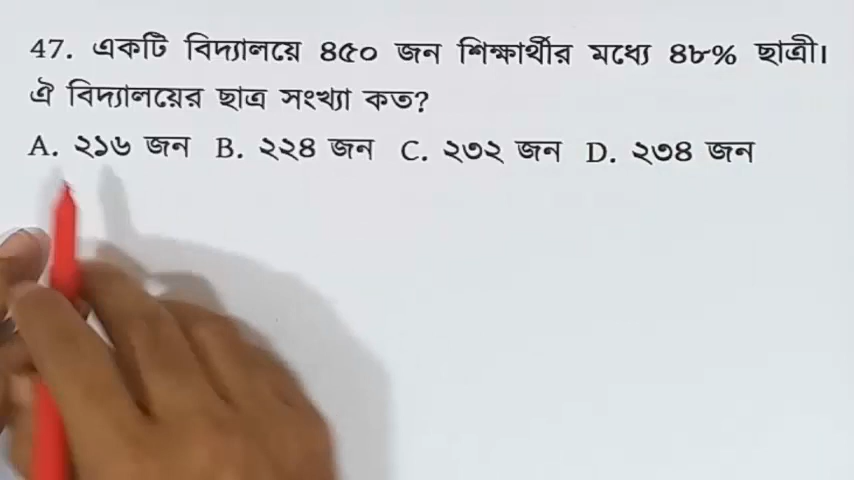 47. একটি বিদ্যালয়ে ৪৫০ জন শিক্ষার্থীর মধ্যে ৪৮% ছাত্রী।
ঐ বিদ্যালয়ের ছাত্র সংখ্যা কত?
A. ২১৬ জন B. ২২৪ জন C. ২৩২ জন D. ২৩৪ জন